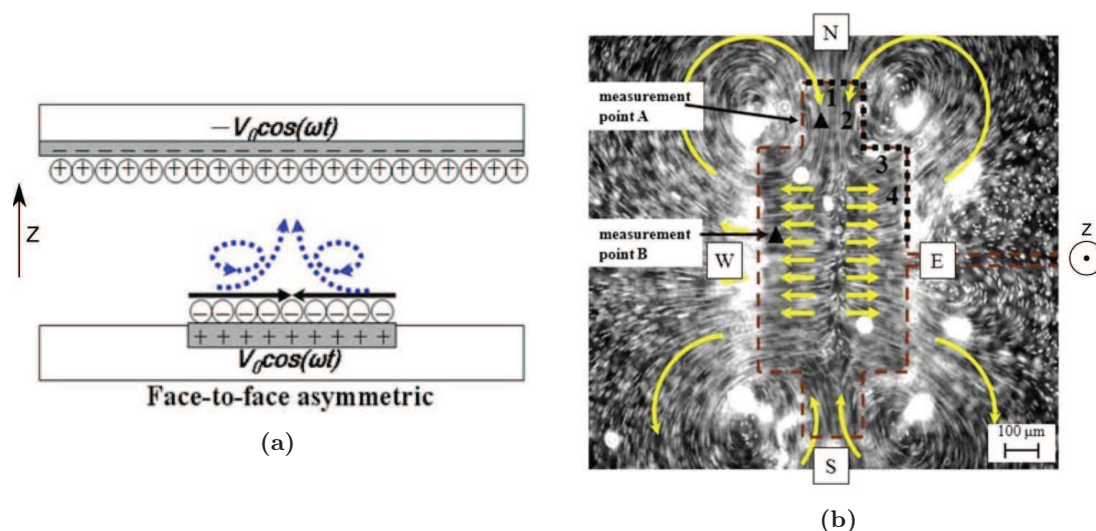 −V₀cos(ωt)
− − − − − − − − − − − − − − − − − −
+ + + + + + + + + + + + + + + + + + + +
Z
− − − − − − − − −
+ + + + + + + + +
V₀cos(ωt)
Face-to-face asymmetric
(a)
N
measurement
point A
1
2
3
4
measurement
point B
W
E
Z
S
100 μm
(b)